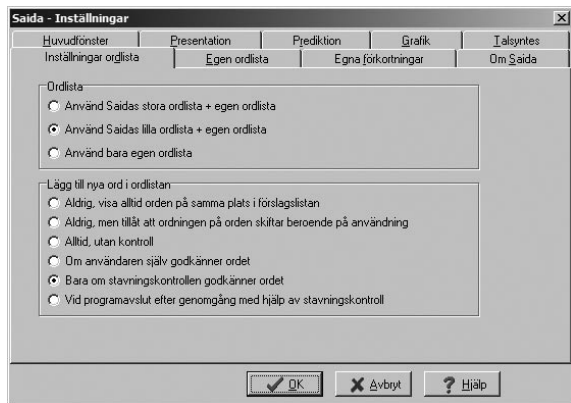 Saida - Inställningar
Huvudfönster Presentation Prediktion Grafik Talsyntes
Inställningar ordlista Egen ordlista Egna förkortningar Om Saida
Ordlista
Använd Saidas stora ordlista + egen ordlista
Använd Saidas lilla ordlista + egen ordlista
Använd bara egen ordlista
Lägg till nya ord i ordlistan
Aldrig, visa alltid orden på samma plats i förslagslistan
Aldrig, men tillåt att ordningen på orden skiftar beroende på användning
Alltid, utan kontroll
Om användaren själv godkänner ordet
Bara om stavningskontrollen godkänner ordet
Vid programavslut efter genomgång med hjälp av stavningskontroll
OK Avbryt ? Hjälp